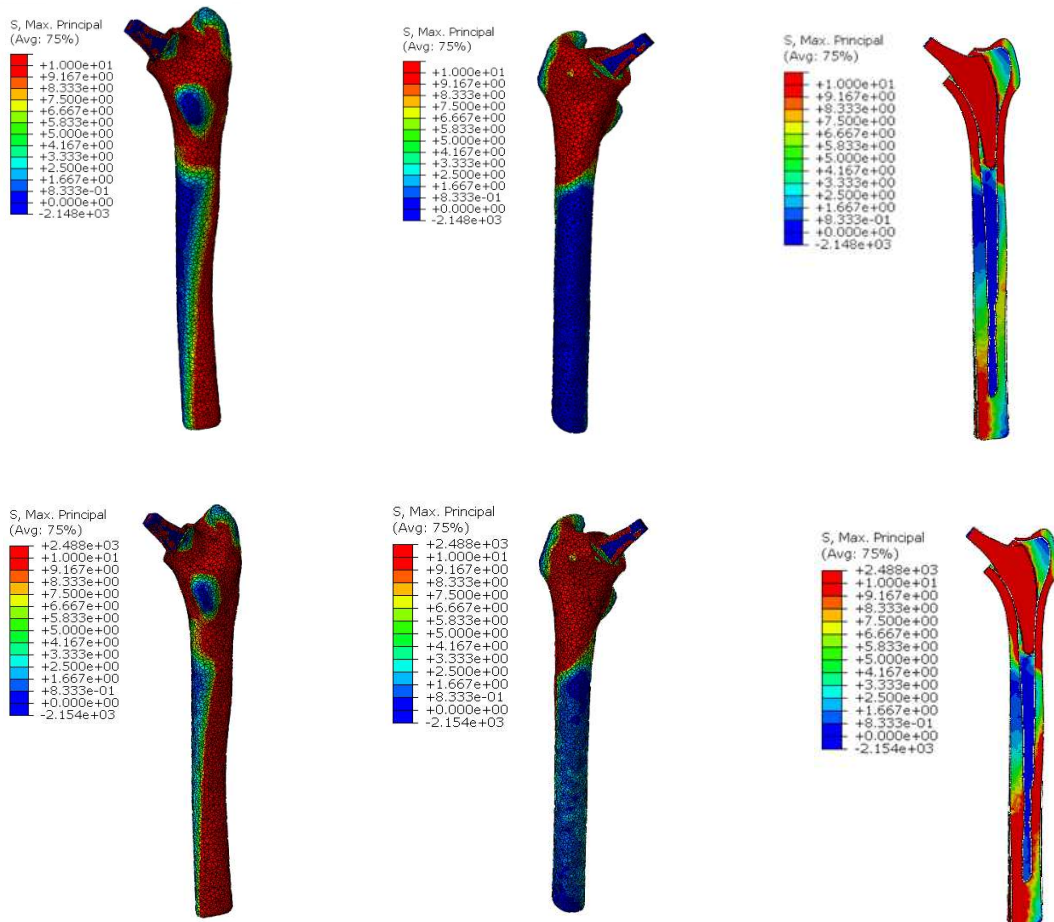 S, Max. Principal
(Avg: 75%)
+1.000e+01
+9.167e+00
+8.333e+00
+7.500e+00
+6.667e+00
+5.833e+00
+5.000e+00
+4.167e+00
+3.333e+00
+2.500e+00
+1.667e+00
+8.333e-01
+0.000e+00
-2.148e+03
S, Max. Principal
(Avg: 75%)
+1.000e+01
+9.167e+00
+8.333e+00
+7.500e+00
+6.667e+00
+5.833e+00
+5.000e+00
+4.167e+00
+3.333e+00
+2.500e+00
+1.667e+00
+8.333e-01
+0.000e+00
-2.148e+03
S, Max. Principal
(Avg: 75%)
+1.000e+01
+9.167e+00
+8.333e+00
+7.500e+00
+6.667e+00
+5.833e+00
+5.000e+00
+4.167e+00
+3.333e+00
+2.500e+00
+1.667e+00
+8.333e-01
+0.000e+00
-2.148e+03
S, Max. Principal
(Avg: 75%)
+2.488e+03
+1.000e+01
+9.167e+00
+8.333e+00
+7.500e+00
+6.667e+00
+5.833e+00
+5.000e+00
+4.167e+00
+3.333e+00
+2.500e+00
+1.667e+00
+8.333e-01
+0.000e+00
-2.154e+03
S, Max. Principal
(Avg: 75%)
+2.488e+03
+1.000e+01
+9.167e+00
+8.333e+00
+7.500e+00
+6.667e+00
+5.833e+00
+5.000e+00
+4.167e+00
+3.333e+00
+2.500e+00
+1.667e+00
+8.333e-01
+0.000e+00
-2.154e+03
S, Max. Principal
(Avg: 75%)
+2.488e+03
+1.000e+01
+9.167e+00
+8.333e+00
+7.500e+00
+6.667e+00
+5.833e+00
+5.000e+00
+4.167e+00
+3.333e+00
+2.500e+00
+1.667e+00
+8.333e-01
+0.000e+00
-2.154e+03